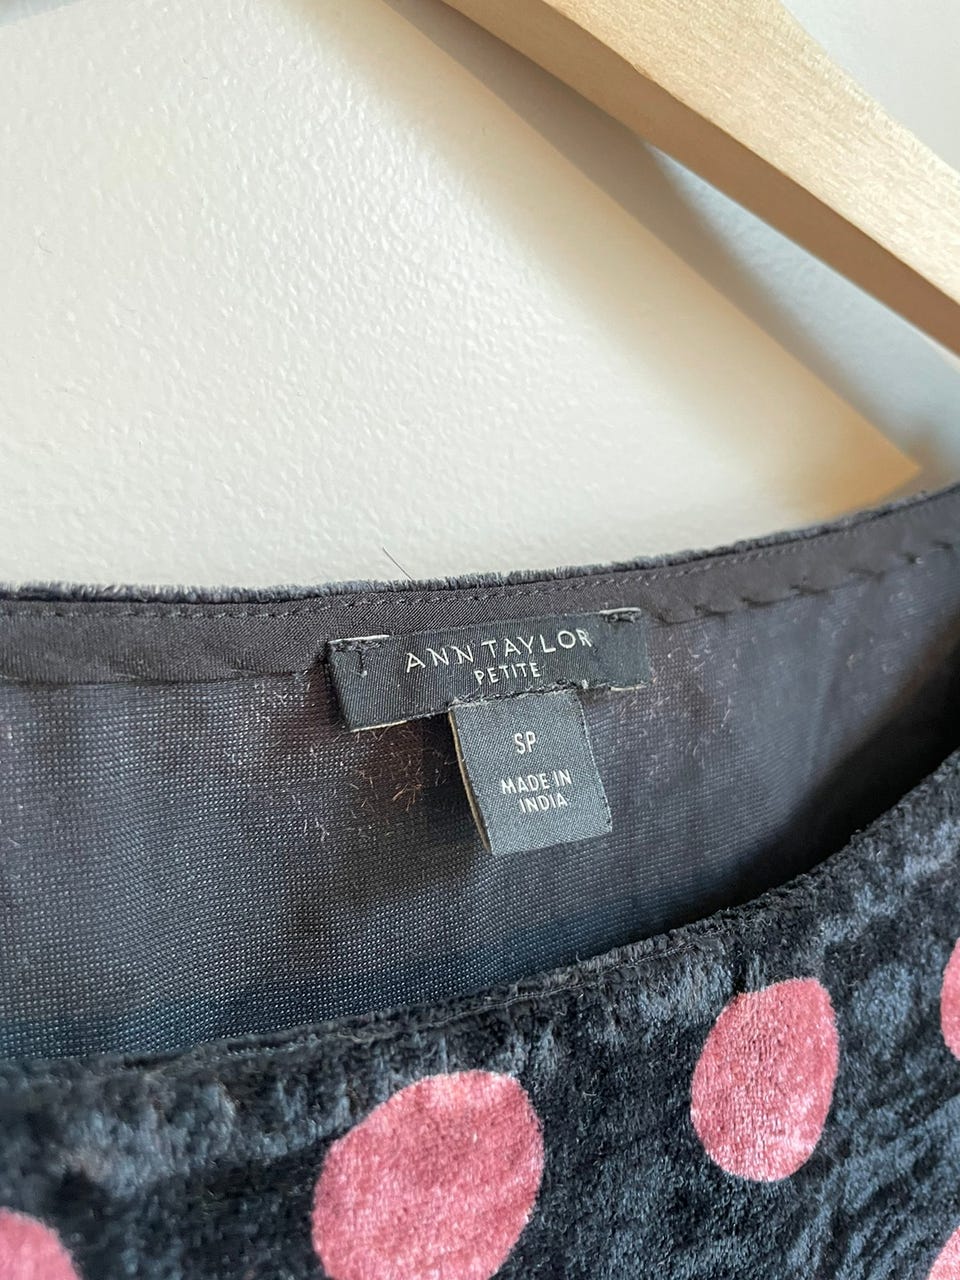 ANN TAYLOR
PETITE
SP
MADE IN
INDIA